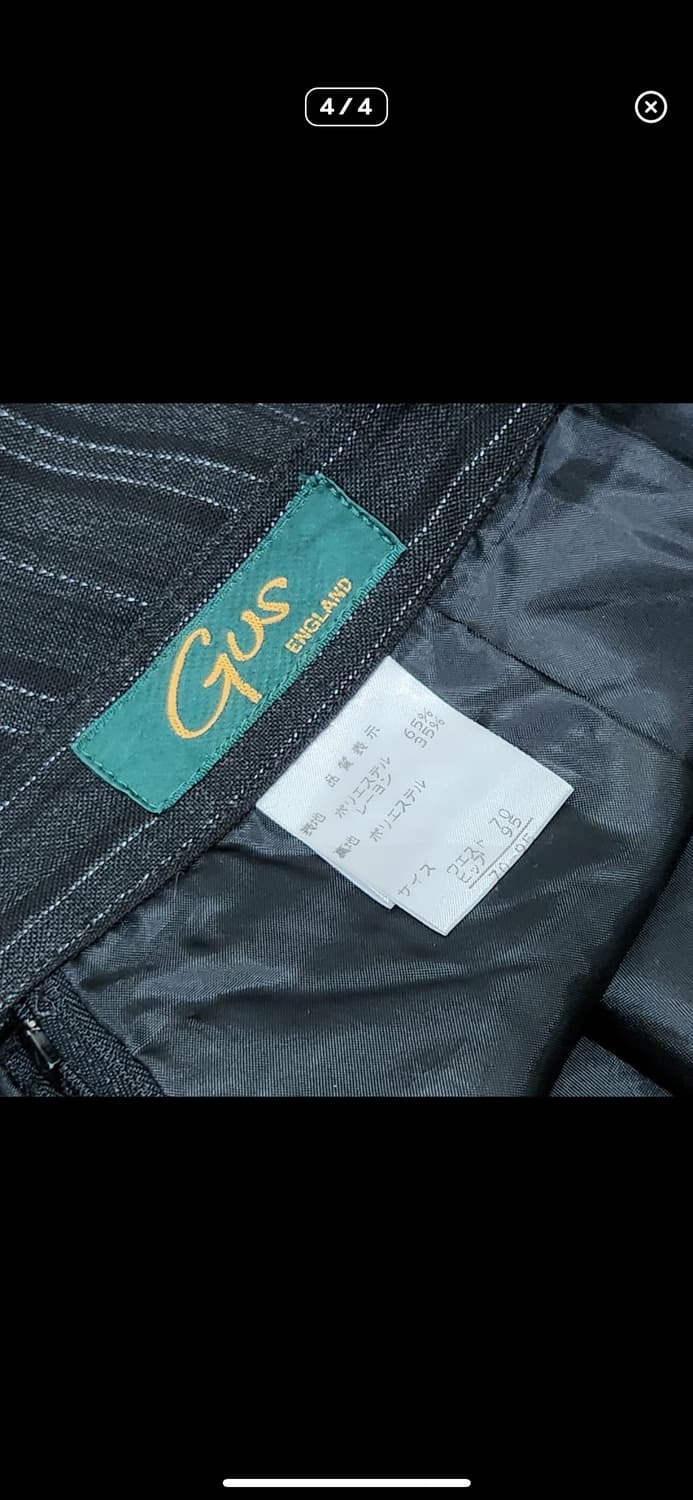 4/4
Gus
ENGLAND
品質表示
表地 ポリエステル 65%
レーヨン 35%
裏地 ポリエステル
サイズ
ウエスト 70
ヒップ 95
70-95